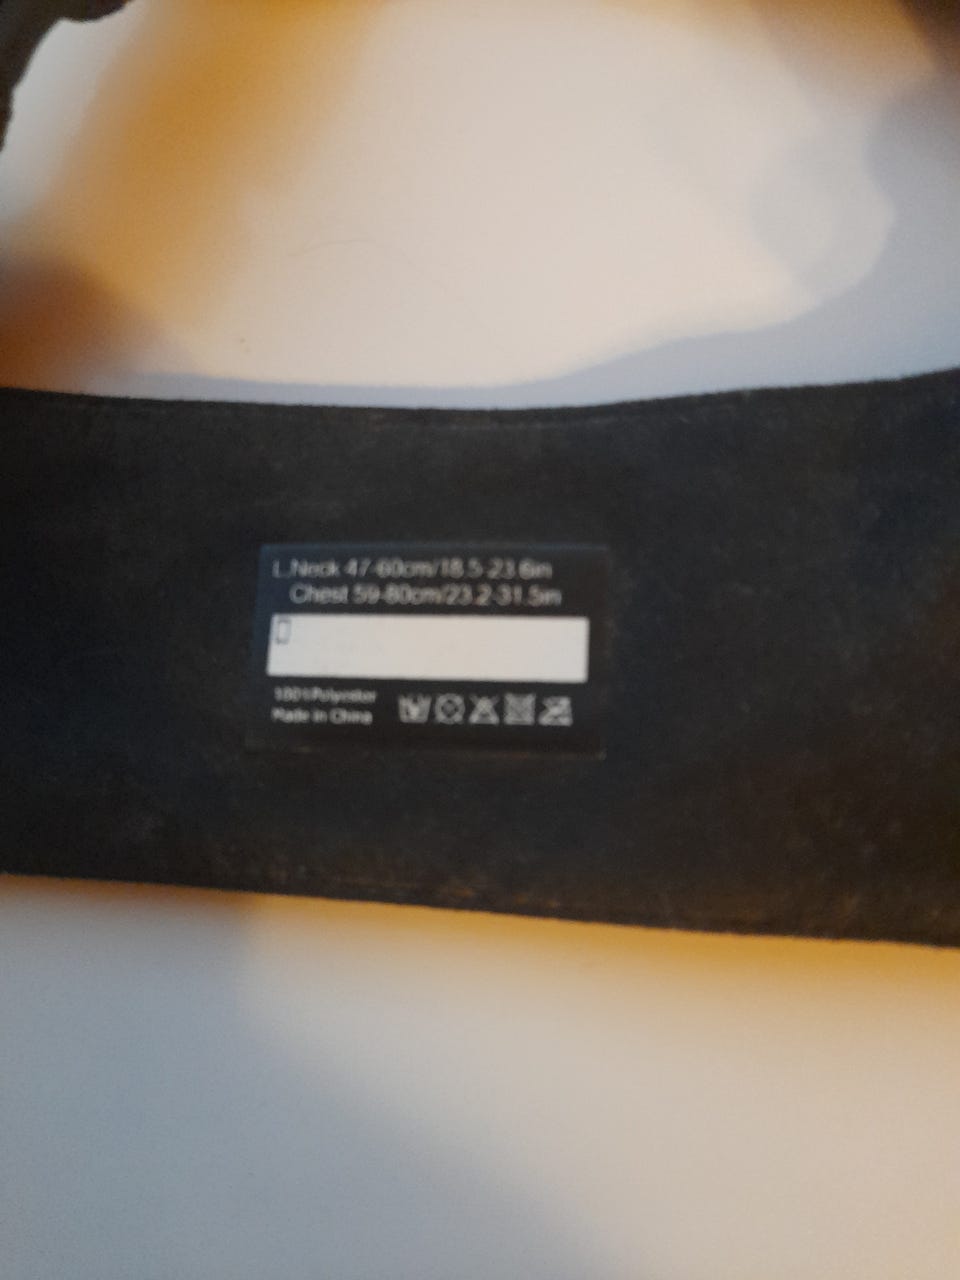 L:Neck 47-60cm/18.5-23.6in
Chest 59-80cm/23.2-31.5in
100%Polyester
Made in China